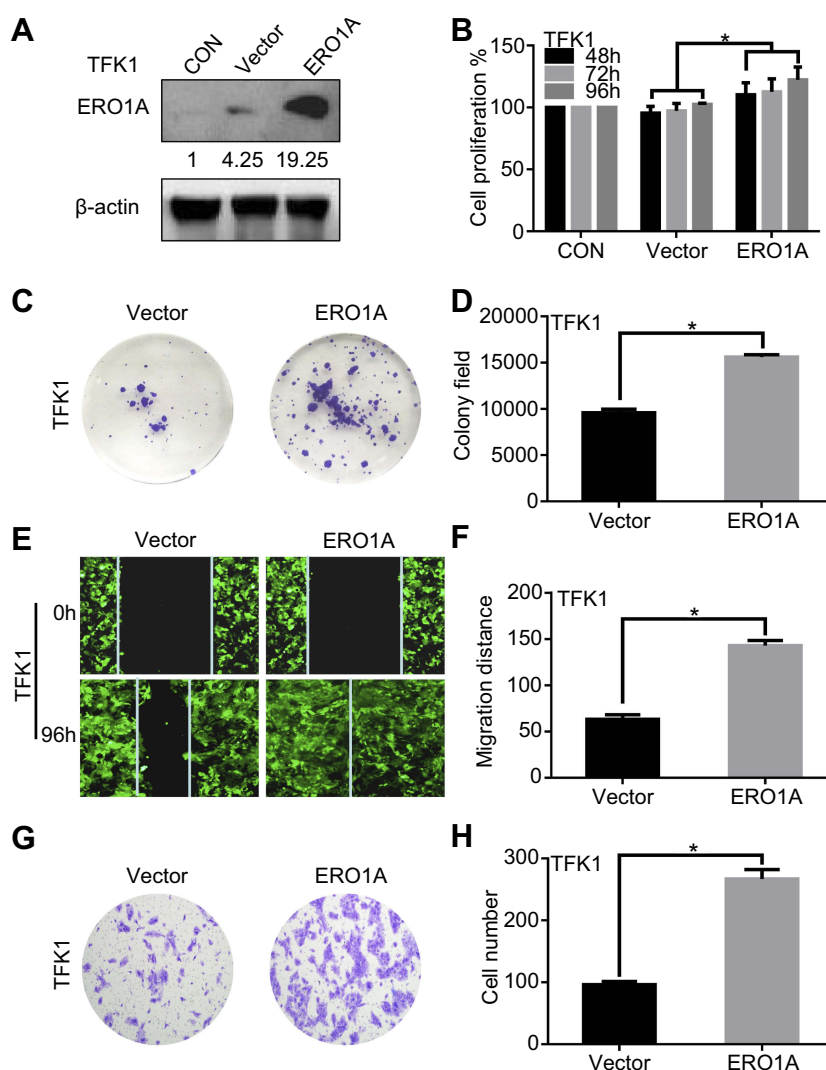 A
TFK1
CON
Vector
ERO1A
ERO1A
1 4.25 19.25
β-actin
B
TFK1
48h
72h
96h
Cell proliferation %
150
100
50
0
CON Vector ERO1A
*
C
Vector ERO1A
TFK1
D
TFK1
*
Colony field
20000
15000
10000
5000
0
Vector ERO1A
E
Vector ERO1A
TFK1
0h
96h
F
TFK1
*
Migration distance
200
150
100
50
0
Vector ERO1A
G
Vector ERO1A
TFK1
H
TFK1
*
Cell number
300
200
100
0
Vector ERO1A